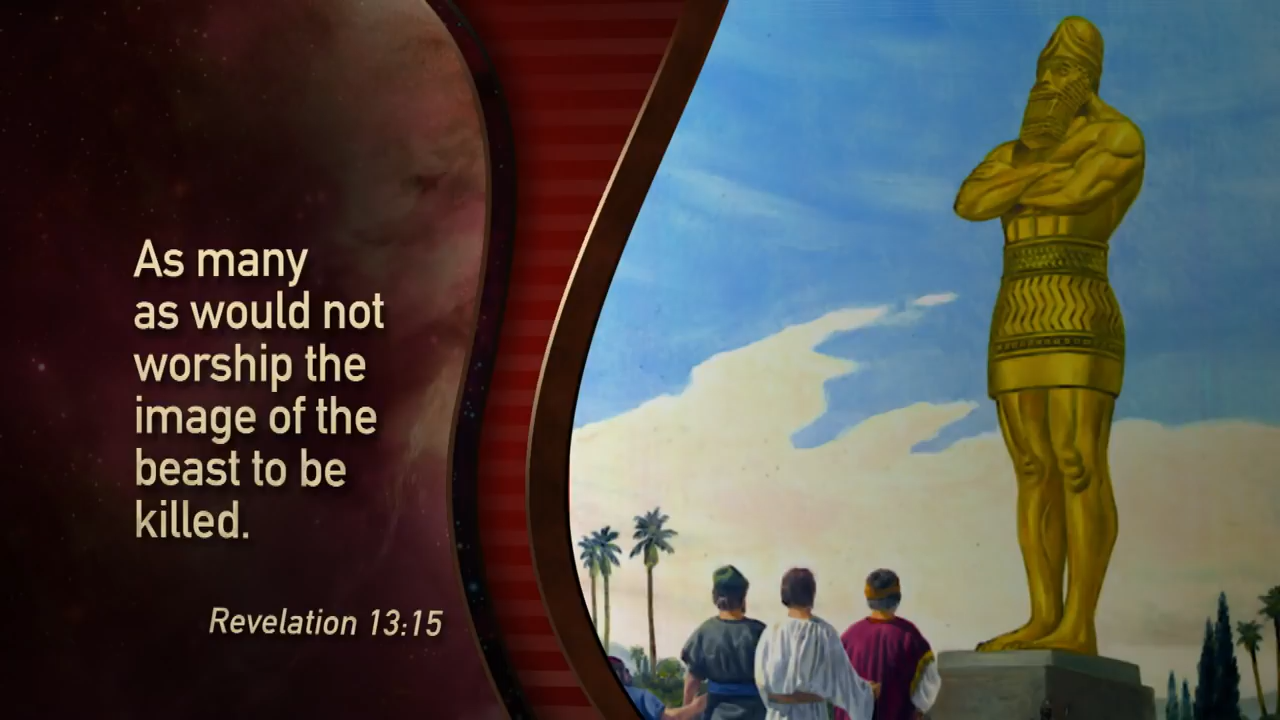 As many
as would not
worship the
image of the
beast to be
killed.
Revelation 13:15